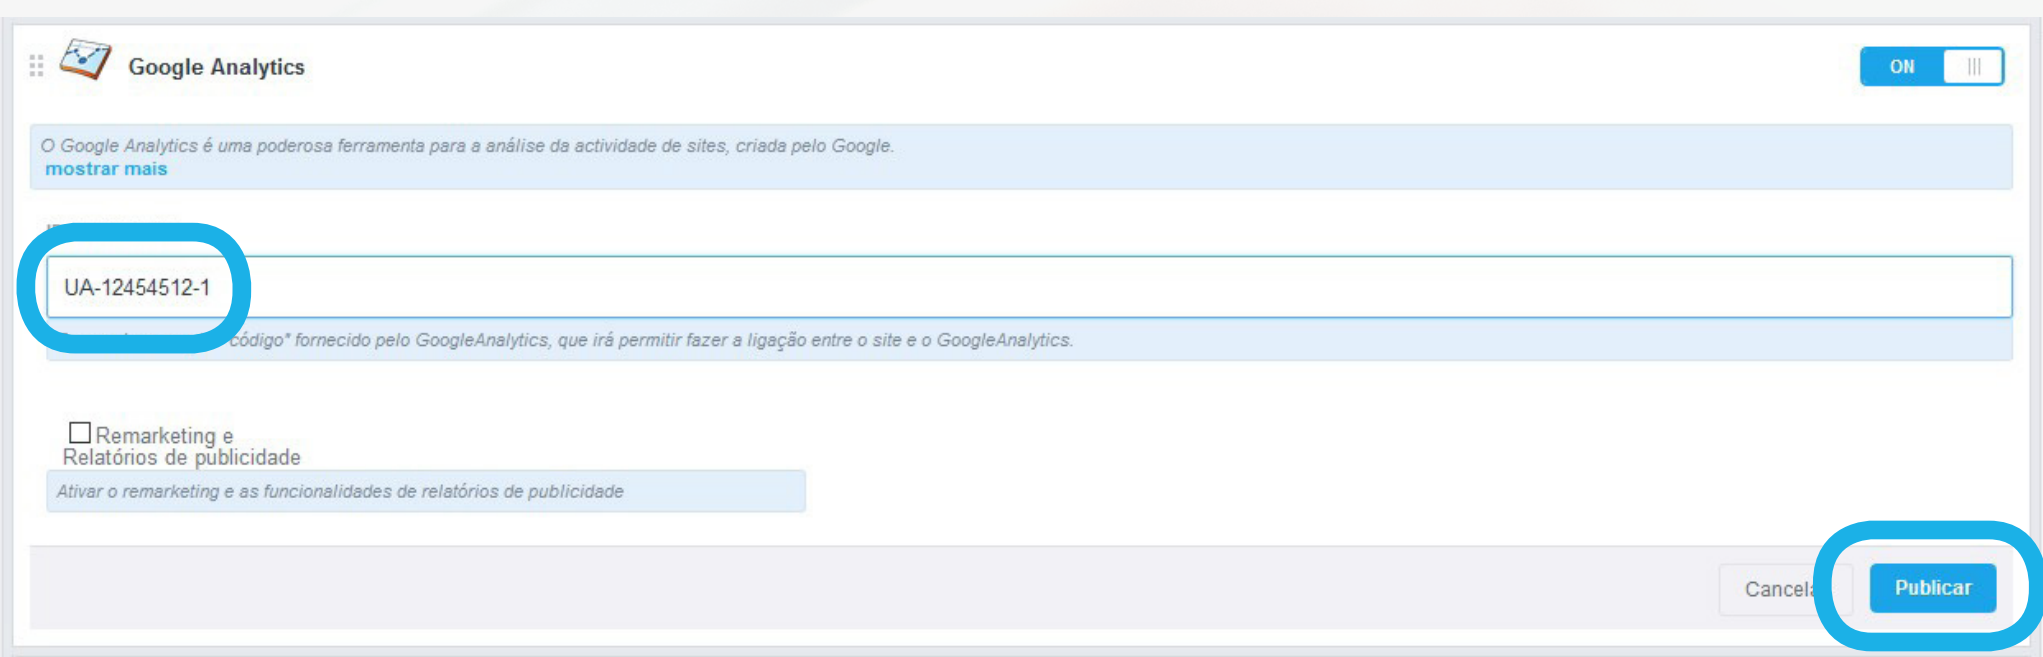 Google Analytics
ON
O Google Analytics é uma poderosa ferramenta para a análise da actividade de sites, criada pelo Google.
mostrar mais
UA-12454512-1
código* fornecido pelo GoogleAnalytics, que irá permitir fazer a ligação entre o site e o GoogleAnalytics.
Remarketing e
Relatórios de publicidade
Ativar o remarketing e as funcionalidades de relatórios de publicidade
Publicar